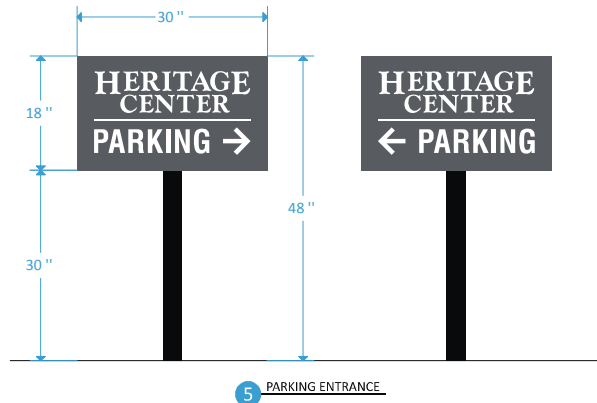 30 "
18 "
HERITAGE
CENTER
PARKING →
30 "
48 "
HERITAGE
CENTER
← PARKING
5 PARKING ENTRANCE